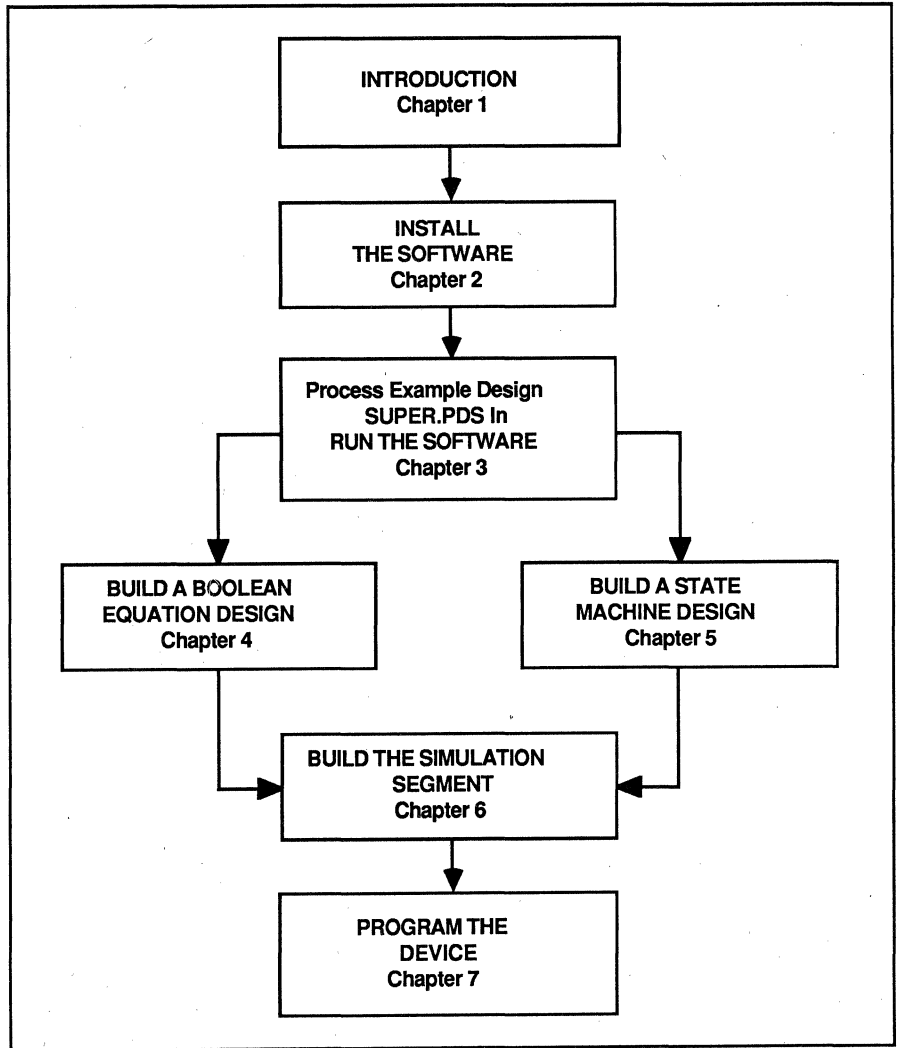 INTRODUCTION
Chapter 1
INSTALL
THE SOFTWARE
Chapter 2
Process Example Design
SUPER.PDS In
RUN THE SOFTWARE
Chapter 3
BUILD A BOOLEAN
EQUATION DESIGN
Chapter 4
BUILD A STATE
MACHINE DESIGN
Chapter 5
BUILD THE SIMULATION
SEGMENT
Chapter 6
PROGRAM THE
DEVICE
Chapter 7